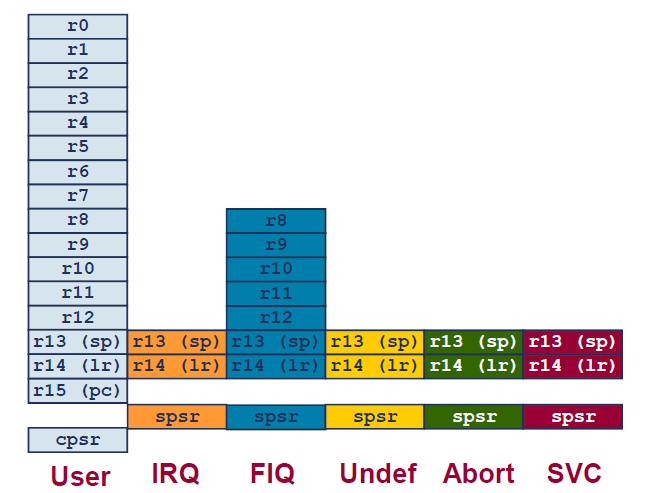 r0
r1
r2
r3
r4
r5
r6
r7
r8 r8
r9 r9
r10 r10
r11 r11
r12 r12
r13 (sp) r13 (sp) r13 (sp) r13 (sp) r13 (sp) r13 (sp)
r14 (lr) r14 (lr) r14 (lr) r14 (lr) r14 (lr) r14 (lr)
r15 (pc)
spsr spsr spsr spsr spsr
cpsr
User IRQ FIQ Undef Abort SVC